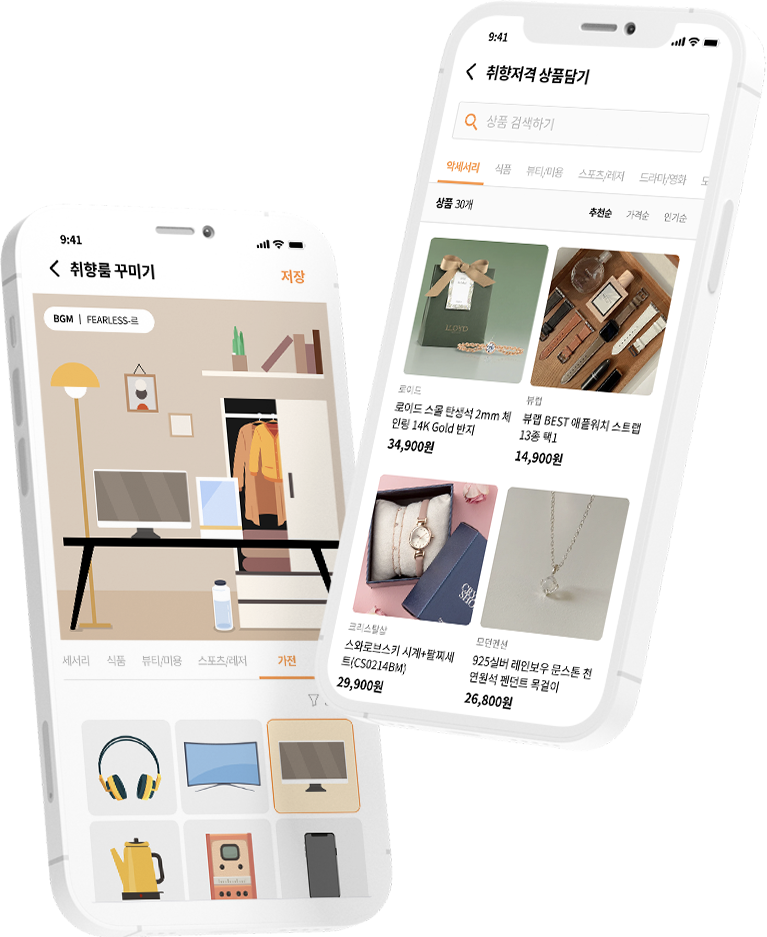 9:41
취향저격 상품담기
상품 검색하기
악세서리 식품 뷰티/미용 스포츠/레저 드라마/영화
상품 30개
추천순 가격순 인기순
로이드
로이드 스몰 탄생석 2mm 체
인링 14K Gold 반지
34,900원
뷰럽
뷰랩 BEST 애플워치 스트랩
13종 택1
14,900원
크리스탈샵
스와로브스키 시계+팔찌세
트(CS0214BM)
29,900원
모던켄션
925실버 레인보우 문스톤 천
연원석 펜던트 목걸이
26,800원
9:41
취향룸 꾸미기
저장
BGM | FEARLESS-르
세서리 식품 뷰티/미용 스포츠/레저 가전